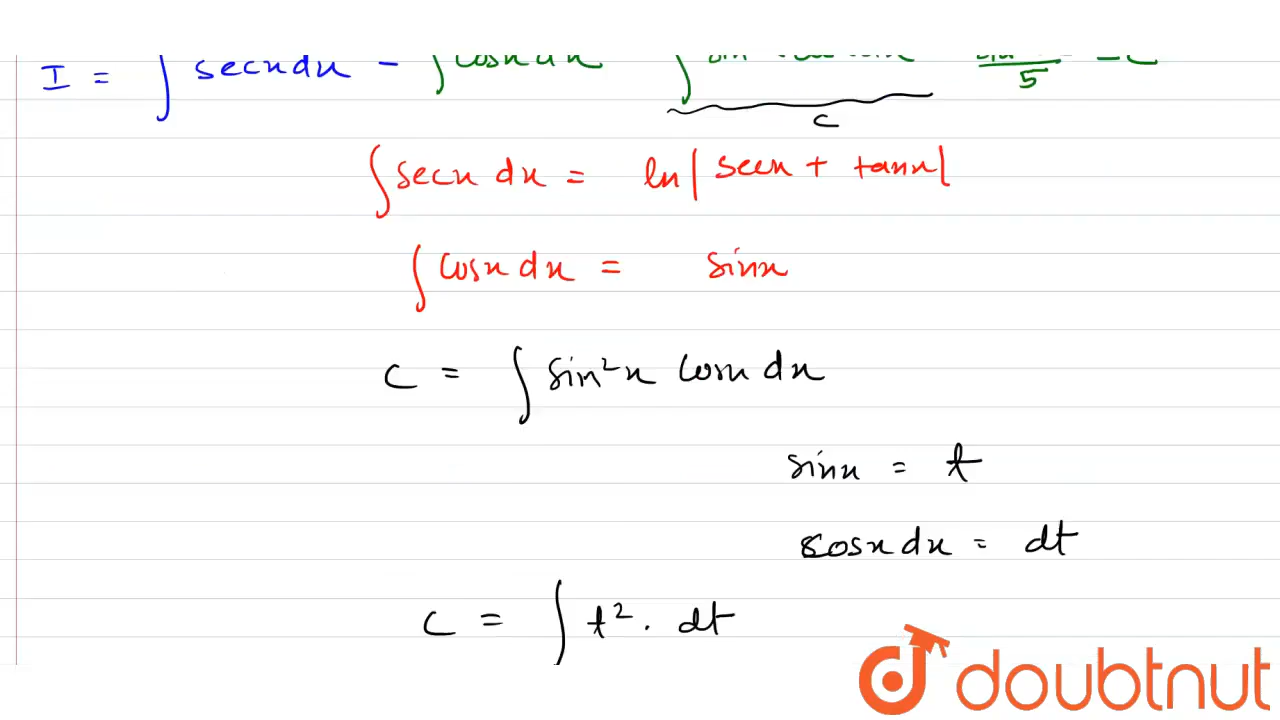 I = ∫ secx dx - ∫ cosx dx ∫ 5
c
∫ secx dx = ln| secx + tanx|
∫ cosx dx = sinx
c = ∫ sin²x cosx dx
sinx = t
cosx dx = dt
c = ∫ t² . dt
doubtnut